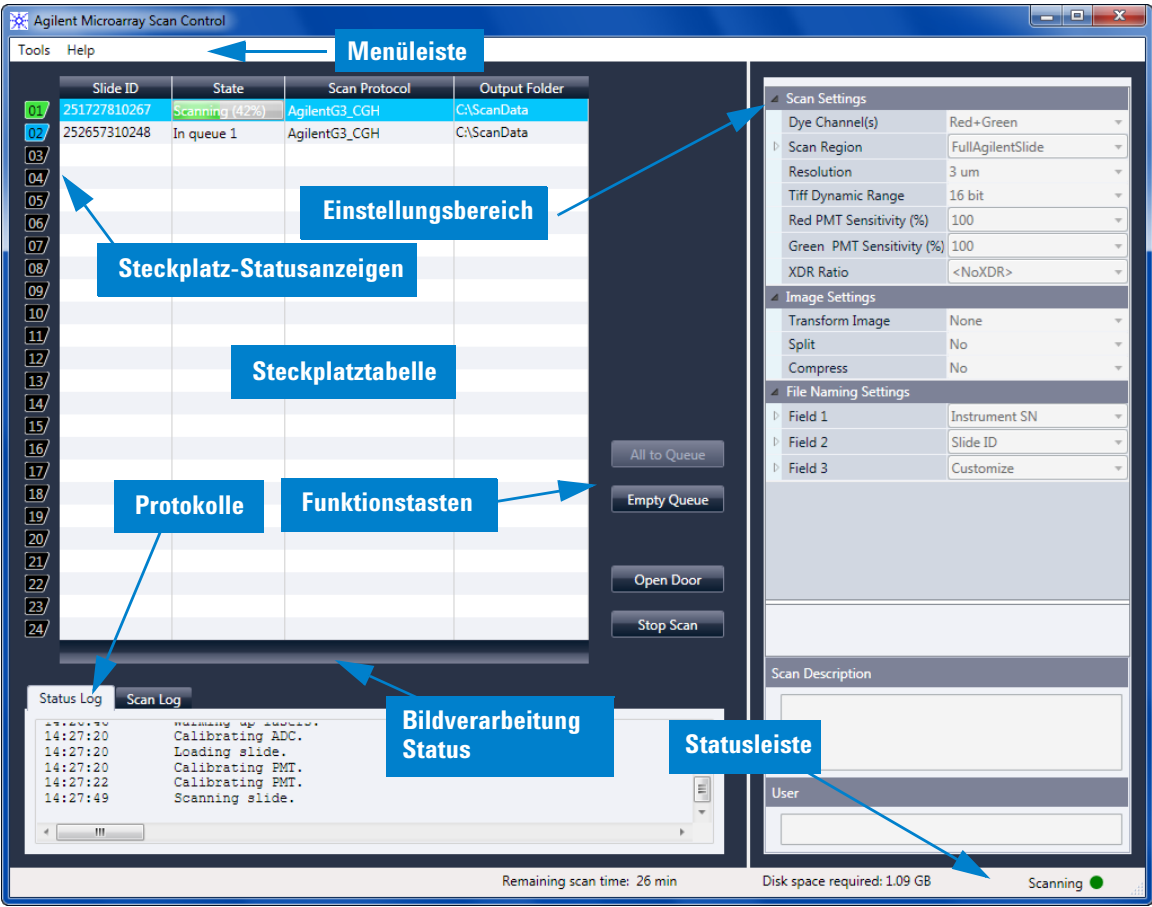 Agilent Microarray Scan Control
Tools Help
Menüleiste
Slide ID State Scan Protocol Output Folder
01 251727810267 Scanning (42%) AgilentG3_CGH C:\ScanData
02 252657310248 In queue 1 AgilentG3_CGH C:\ScanData
03
04
05
06
07
08
09
10
11
12
13
14
15
16
17
18
19
20
21
22
23
24
Einstellungsbereich
Steckplatz-Statusanzeigen
Steckplatztabelle
Protokolle
Funktionstasten
All to Queue
Empty Queue
Open Door
Stop Scan
Scan Settings
Dye Channel(s) Red+Green
Scan Region FullAgilentSlide
Resolution 3 um
Tiff Dynamic Range 16 bit
Red PMT Sensitivity (%) 100
Green PMT Sensitivity (%) 100
XDR Ratio <NoXDR>
Image Settings
Transform Image None
Split No
Compress No
File Naming Settings
Field 1 Instrument SN
Field 2 Slide ID
Field 3 Customize
Scan Description
User
Status Log Scan Log
14:27:20 Calibrating ADC.
14:27:20 Loading slide.
14:27:20 Calibrating PMT.
14:27:22 Calibrating PMT.
14:27:49 Scanning slide.
Bildverarbeitung
Status
Statusleiste
Remaining scan time: 26 min Disk space required: 1.09 GB Scanning